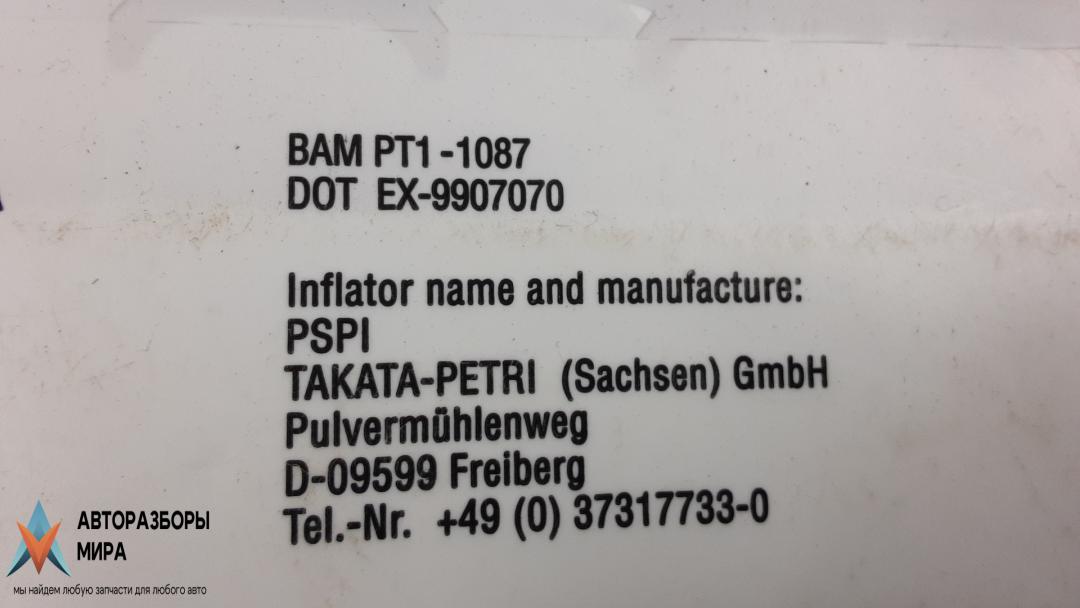 BAM PT1 -1087
DOT EX-9907070
Inflator name and manufacture:
PSPI
TAKATA-PETRI (Sachsen) GmbH
Pulvermühlenweg
D-09599 Freiberg
Tel.-Nr. +49 (0) 37317733-0
АВТОРАЗБОРЫ
МИРА
мы найдем любую запчасти для любого авто